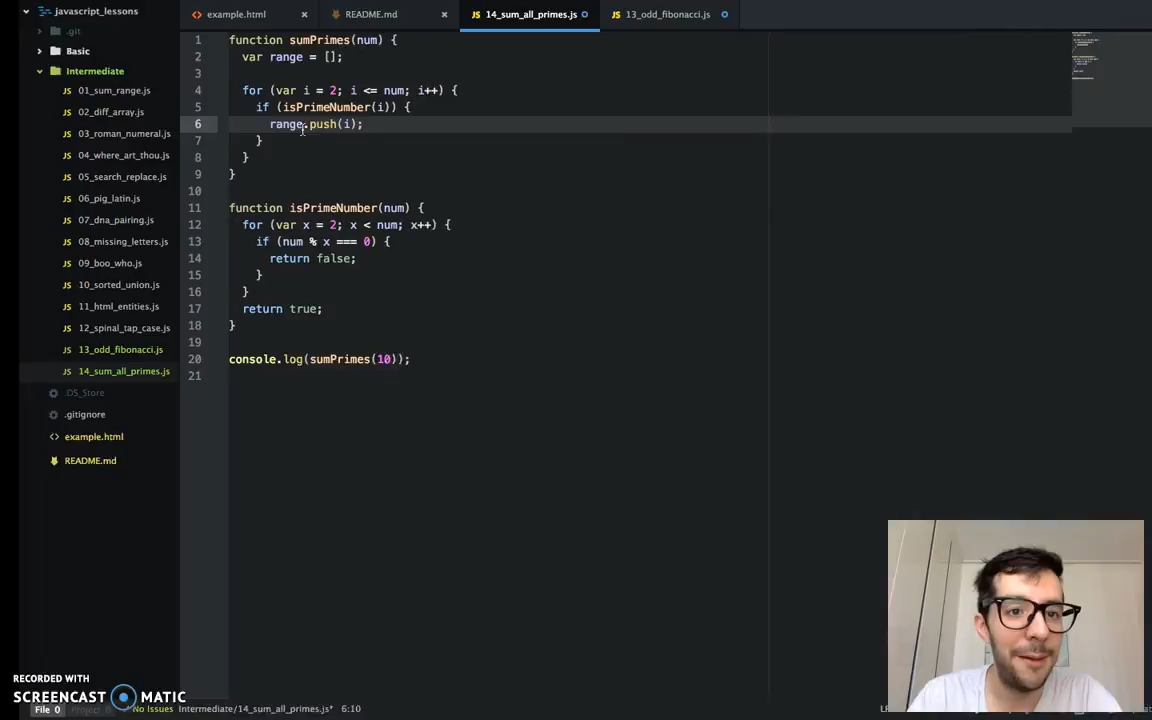 javascript_lessons
.git
Basic
Intermediate
01_sum_range.js
02_diff_array.js
03_roman_numeral.js
04_where_art_thou.js
05_search_replace.js
06_pig_latin.js
07_dna_pairing.js
08_missing_letters.js
09_boo_who.js
10_sorted_union.js
11_html_entities.js
12_spinal_tap_case.js
13_odd_fibonacci.js
14_sum_all_primes.js
.DS_Store
.gitignore
example.html
README.md
example.html README.md 14_sum_all_primes.js 13_odd_fibonacci.js
1 function sumPrimes(num) {
2 var range = [];
3
4 for (var i = 2; i <= num; i++) {
5 if (isPrimeNumber(i)) {
6 range.push(i);
7 }
8 }
9 }
10
11 function isPrimeNumber(num) {
12 for (var x = 2; x < num; x++) {
13 if (num % x === 0) {
14 return false;
15 }
16 }
17 return true;
18 }
19
20 console.log(sumPrimes(10));
21
RECORDED WITH
SCREENCAST MATIC
File 0 Project 0 No Issues Intermediate/14_sum_all_primes.js* 6:10